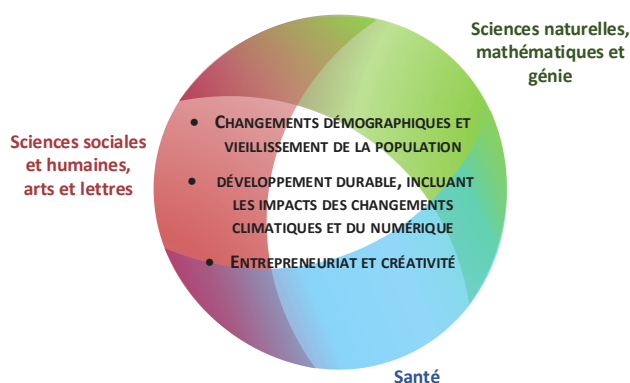 Sciences naturelles,
mathématiques et
génie
Sciences sociales
et humaines,
arts et lettres
• CHANGEMENTS DÉMOGRAPHIQUES ET
VIEILLISSEMENT DE LA POPULATION
• DÉVELOPPEMENT DURABLE, INCLUANT
LES IMPACTS DES CHANGEMENTS
CLIMATIQUES ET DU NUMÉRIQUE
• ENTREPRENEURIAT ET CRÉATIVITÉ
Santé